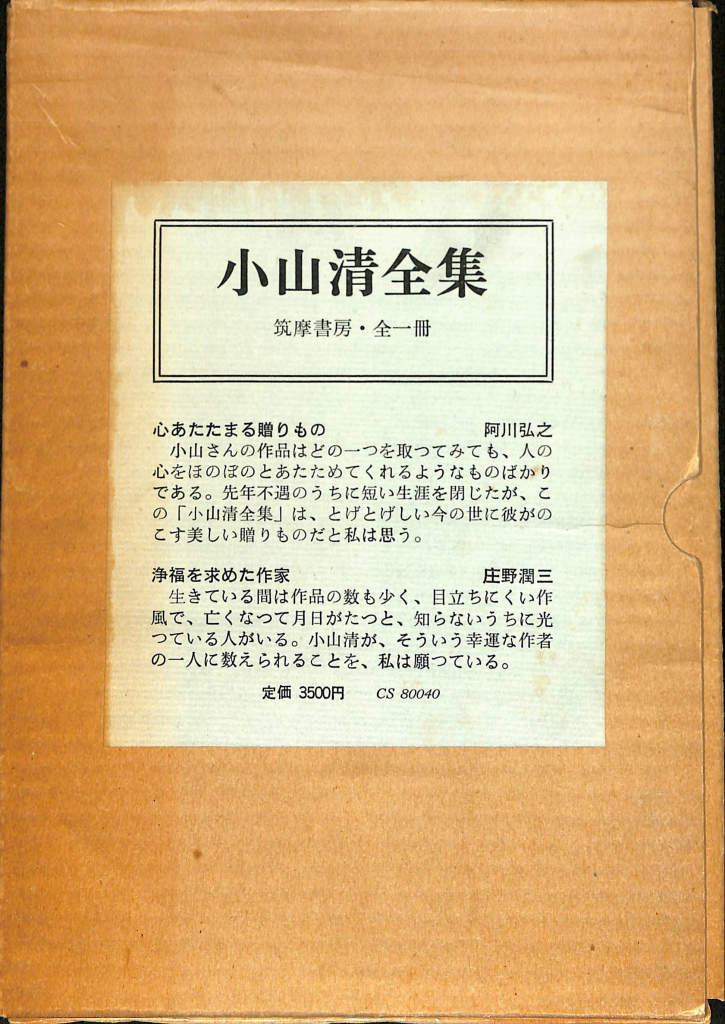 小山清全集
筑摩書房・全一冊
心あたたまる贈りもの 阿川弘之
小山さんの作品はどの一つを取つてみても、人の
心をほのぼのとあたためてくれるようなものばかり
である。先年不遇のうちに短い生涯を閉じたが、こ
の「小山清全集」は、とげとげしい今の世に彼がの
こす美しい贈りものだと私は思う。
浄福を求めた作家 庄野潤三
生きている間は作品の数も少く、目立ちにくい作
風で、亡くなつて月日がたつと、知らないうちに光
つている人がいる。小山清が、そういう幸運な作者
の一人に数えられることを、私は願つている。
定価 3500円 CS 80040